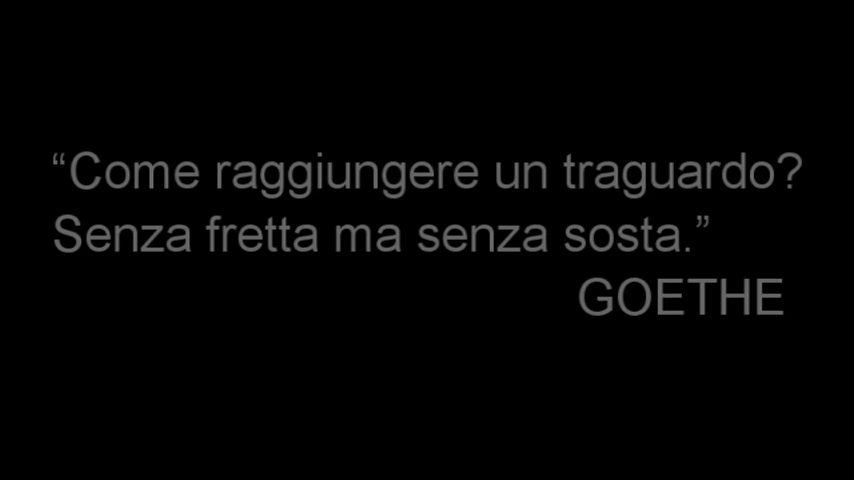 “Come raggiungere un traguardo?
Senza fretta ma senza sosta.”
GOETHE